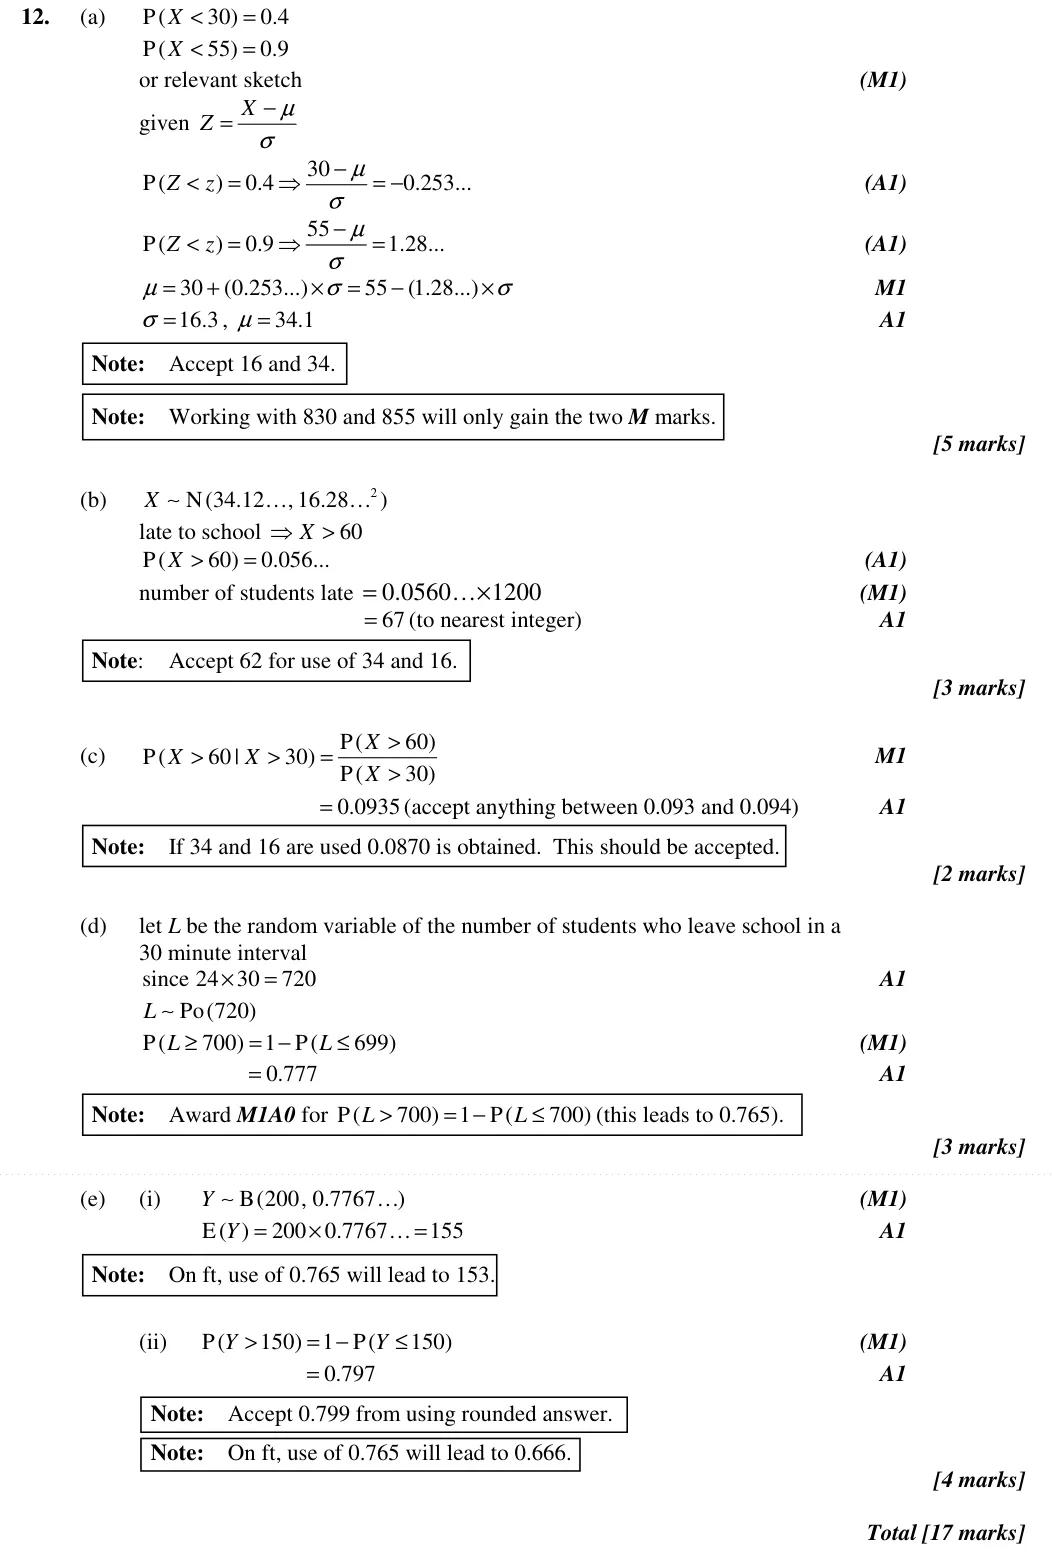 12. (a) P(X < 30) = 0.4
P(X < 55) = 0.9
or relevant sketch (M1)
given Z = (X − μ)/σ
P(Z < z) = 0.4 ⇒ (30 − μ)/σ = −0.253... (A1)
P(Z < z) = 0.9 ⇒ (55 − μ)/σ = 1.28... (A1)
μ = 30 + (0.253...) × σ = 55 − (1.28...) × σ M1
σ = 16.3 , μ = 34.1 A1
Note: Accept 16 and 34.
Note: Working with 830 and 855 will only gain the two M marks.
[5 marks]
(b) X ~ N(34.12…, 16.28…²)
late to school ⇒ X > 60
P(X > 60) = 0.056... (A1)
number of students late = 0.0560… × 1200 (M1)
= 67 (to nearest integer) A1
Note: Accept 62 for use of 34 and 16.
[3 marks]
(c) P(X > 60 | X > 30) = P(X > 60)/P(X > 30) M1
= 0.0935 (accept anything between 0.093 and 0.094) A1
Note: If 34 and 16 are used 0.0870 is obtained. This should be accepted.
[2 marks]
(d) let L be the random variable of the number of students who leave school in a
30 minute interval
since 24 × 30 = 720 A1
L ~ Po(720)
P(L ≥ 700) = 1 − P(L ≤ 699) (M1)
= 0.777 A1
Note: Award M1A0 for P(L > 700) = 1 − P(L ≤ 700) (this leads to 0.765).
[3 marks]
(e) (i) Y ~ B(200, 0.7767…) (M1)
E(Y) = 200 × 0.7767… = 155 A1
Note: On ft, use of 0.765 will lead to 153.
(ii) P(Y > 150) = 1 − P(Y ≤ 150) (M1)
= 0.797 A1
Note: Accept 0.799 from using rounded answer.
Note: On ft, use of 0.765 will lead to 0.666.
[4 marks]
Total [17 marks]